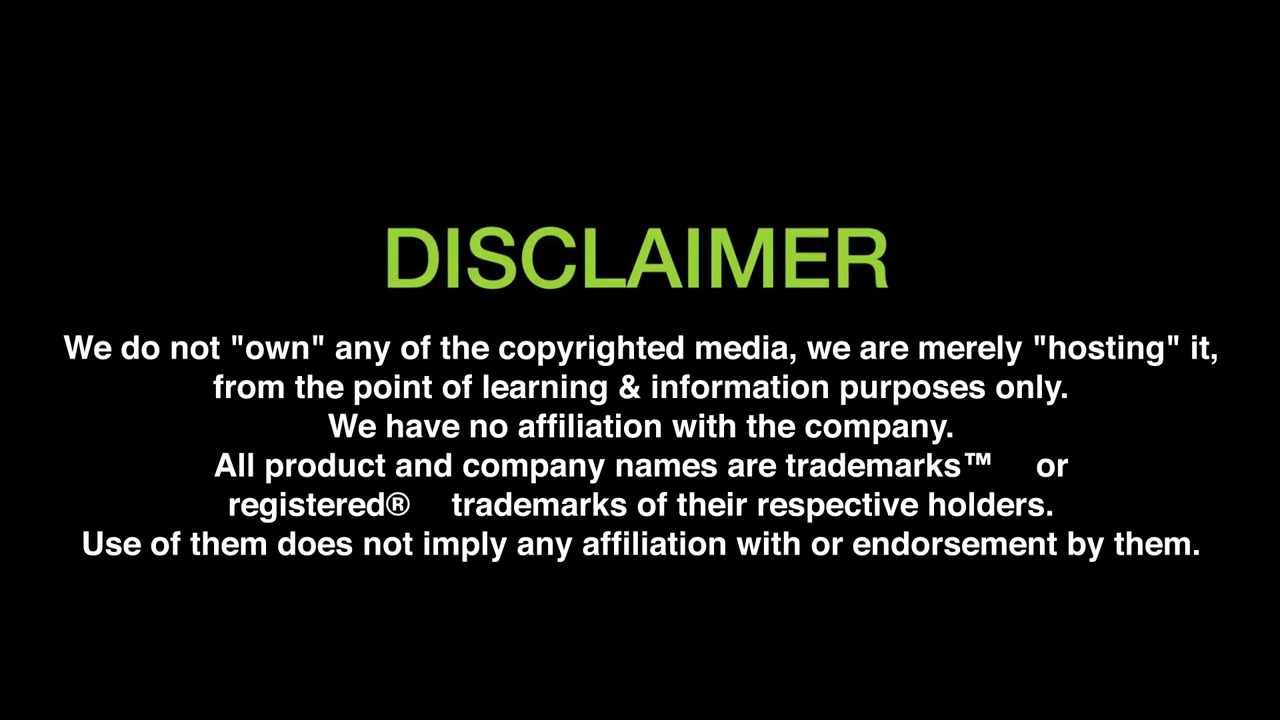 DISCLAIMER
We do not "own" any of the copyrighted media, we are merely "hosting" it,
from the point of learning & information purposes only.
We have no affiliation with the company.
All product and company names are trademarks™ or
registered® trademarks of their respective holders.
Use of them does not imply any affiliation with or endorsement by them.